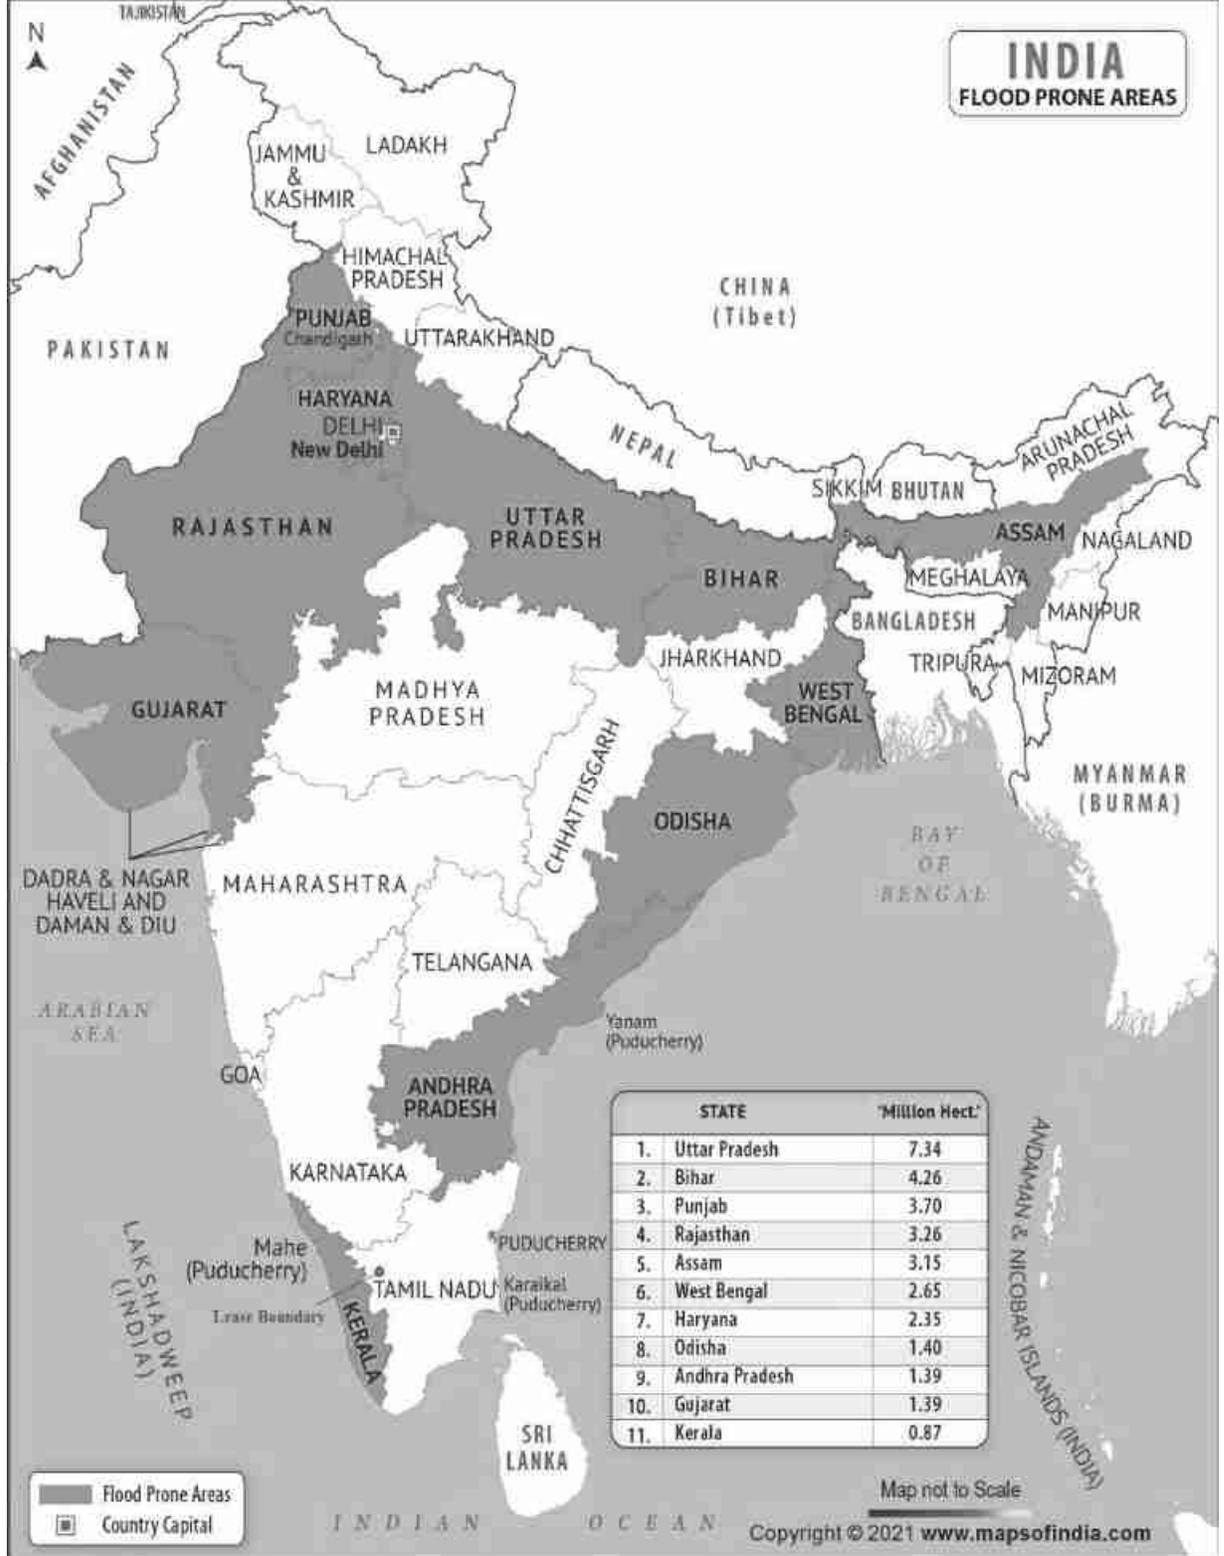 TAJIKISTAN
N
INDIA
FLOOD PRONE AREAS
AFGHANISTAN
LADAKH
JAMMU
&
KASHMIR
HIMACHAL
PRADESH
CHINA
(Tibet)
PUNJAB
Chandigarh
UTTARAKHAND
PAKISTAN
HARYANA
DELHI
New Delhi
NEPAL
ARUNACHAL
PRADESH
SIKKIM
BHUTAN
RAJASTHAN
UTTAR
PRADESH
ASSAM
NAGALAND
BIHAR
MEGHALAYA
BANGLADESH
MANIPUR
JHARKHAND
TRIPURA
MIZORAM
GUJARAT
MADHYA
PRADESH
WEST
BENGAL
CHHATTISGARH
MYANMAR
(BURMA)
ODISHA
BAY
OF
BENGAL
DADRA & NAGAR
HAVELI AND
DAMAN & DIU
MAHARASHTRA
TELANGANA
ARABIAN
SEA
Yanam
(Puducherry)
GOA
ANDHRA
PRADESH
KARNATAKA
STATE 'Million Hect.'
1. Uttar Pradesh 7.34
2. Bihar 4.26
3. Punjab 3.70
4. Rajasthan 3.26
5. Assam 3.15
6. West Bengal 2.65
7. Haryana 2.35
8. Odisha 1.40
9. Andhra Pradesh 1.39
10. Gujarat 1.39
11. Kerala 0.87
ANDAMAN & NICOBAR ISLANDS (INDIA)
LAKSHADWEEP
(INDIA)
Mahe
(Puducherry)
PUDUCHERRY
TAMIL NADU
Karaikal
(Puducherry)
Lease Boundary
KERALA
SRI
LANKA
Flood Prone Areas
Country Capital
INDIAN OCEAN
Map not to Scale
Copyright © 2021 www.mapsofindia.com